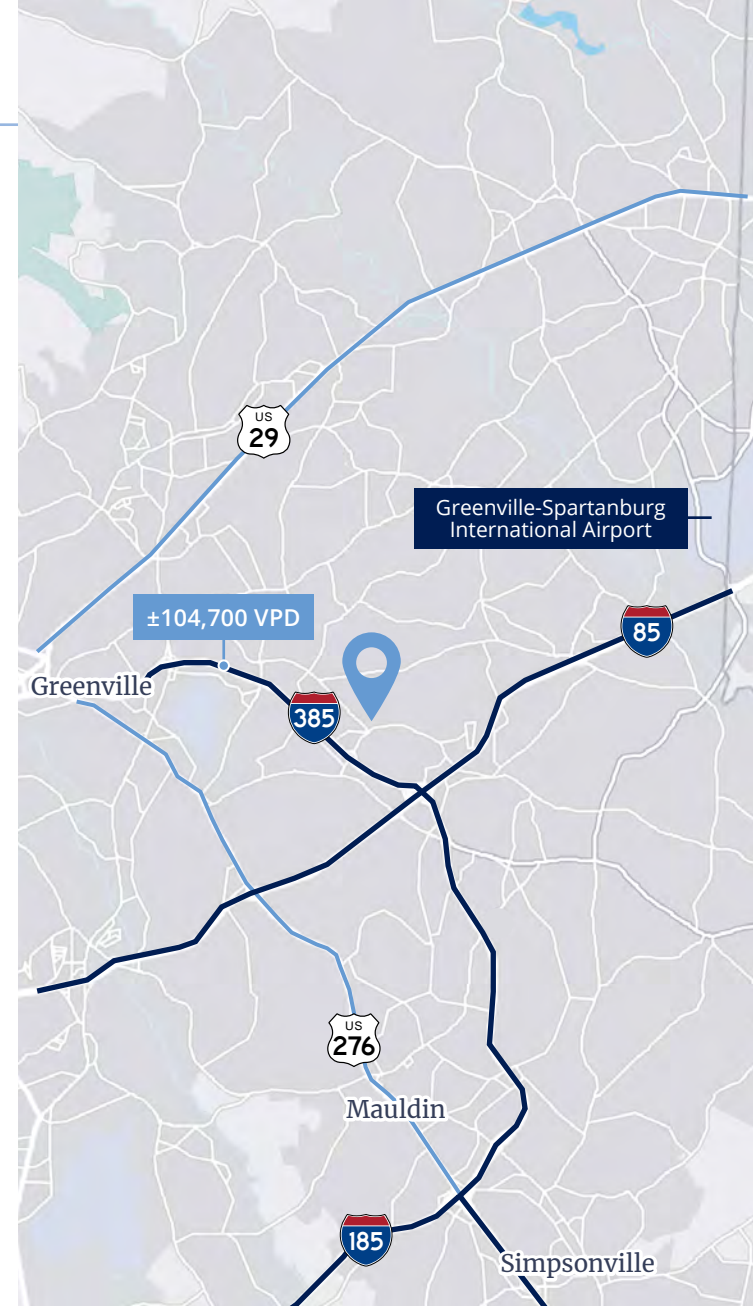 US
29
Greenville-Spartanburg
International Airport
±104,700 VPD
85
Greenville
385
US
276
Mauldin
185
Simpsonville